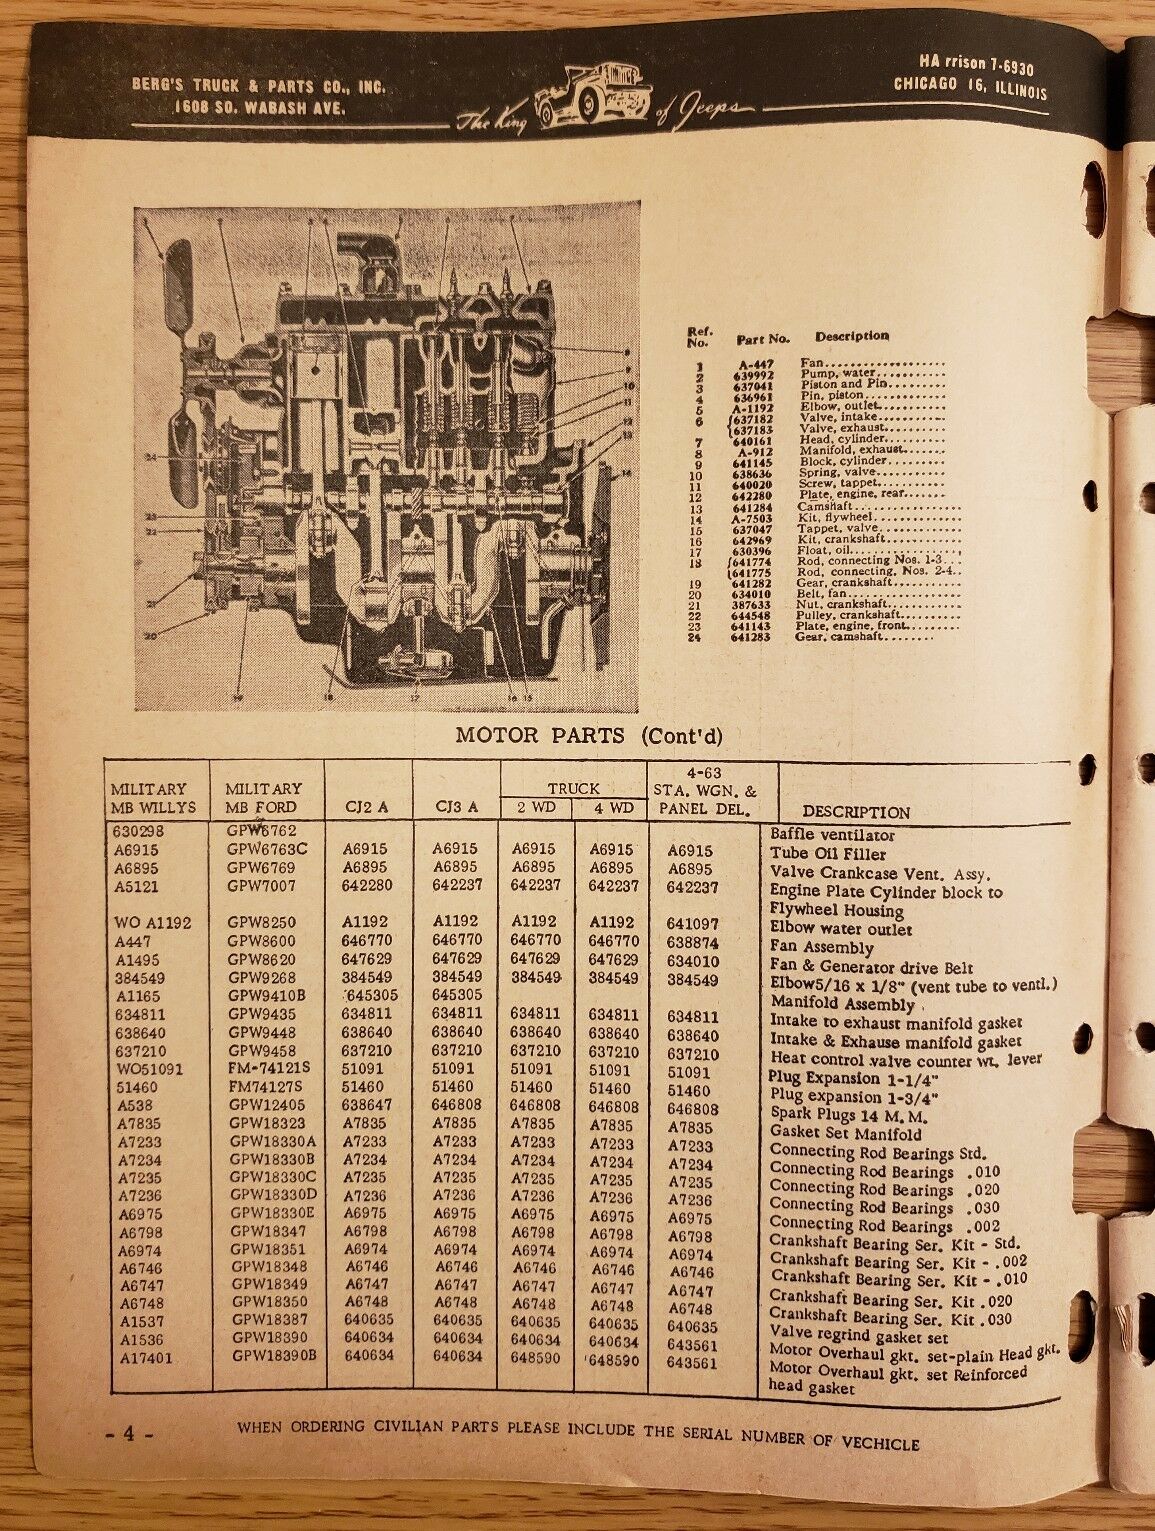 BERG'S TRUCK & PARTS CO., INC.
1608 SO. WABASH AVE.
The King of Jeeps
HA rrison 7-6930
CHICAGO 16, ILLINOIS
Ref. No. Part No. Description
1 A-447 Fan
2 639992 Pump, water
3 637041 Piston and Pin
4 636961 Pin, piston
5 A-1192 Elbow, outlet
6 637182 Valve, intake
637183 Valve, exhaust
7 640161 Head, cylinder
8 A-912 Manifold, exhaust
9 641145 Block, cylinder
10 638636 Spring, valve
11 640020 Screw, tappet
12 642280 Plate, engine, rear
13 641284 Camshaft
14 A-7503 Kit, flywheel
15 637047 Tappet, valve
16 642969 Kit, crankshaft
17 630396 Float, oil
18 641774 Rod, connecting Nos. 1-3
641775 Rod, connecting, Nos. 2-4
19 641282 Gear, crankshaft
20 634010 Belt, fan
21 387633 Nut, crankshaft
22 644548 Pulley, crankshaft
23 641143 Plate, engine, front
24 641283 Gear, camshaft
MOTOR PARTS (Cont'd)
MILITARY MB WILLYS MILITARY MB FORD CJ2 A CJ3 A TRUCK 2 WD 4 WD 4-63 STA. WGN. & PANEL DEL. DESCRIPTION
630298 GPW6762 Baffle ventilator
A6915 GPW6763C A6915 A6915 A6915 A6915 A6915 Tube Oil Filler
A6895 GPW6769 A6895 A6895 A6895 A6895 A6895 Valve Crankcase Vent. Assy.
A5121 GPW7007 642280 642237 642237 642237 642237 Engine Plate Cylinder block to
Flywheel Housing
WO A1192 GPW8250 A1192 A1192 A1192 A1192 641097 Elbow water outlet
A447 GPW8600 646770 646770 646770 646770 638874 Fan Assembly
A1495 GPW8620 647629 647629 647629 647629 634010 Fan & Generator drive Belt
384549 GPW9268 384549 384549 384549 384549 384549 Elbow5/16 x 1/8" (vent tube to ventl.)
A1165 GPW9410B 645305 645305 Manifold Assembly
634811 GPW9435 634811 634811 634811 634811 634811 Intake to exhaust manifold gasket
638640 GPW9448 638640 638640 638640 638640 638640 Intake & Exhause manifold gasket
637210 GPW9458 637210 637210 637210 637210 637210 Heat control valve counter wt. lever
WO51091 FM-74121S 51091 51091 51091 51091 51091 Plug Expansion 1-1/4"
51460 FM74127S 51460 51460 51460 51460 51460 Plug expansion 1-3/4"
A538 GPW12405 638647 646808 646808 646808 646808 Spark Plugs 14 M.M.
A7835 GPW18323 A7835 A7835 A7835 A7835 A7835 Gasket Set Manifold
A7233 GPW18330A A7233 A7233 A7233 A7233 A7233 Connecting Rod Bearings Std.
A7234 GPW18330B A7234 A7234 A7234 A7234 A7234 Connecting Rod Bearings .010
A7235 GPW18330C A7235 A7235 A7235 A7235 A7235 Connecting Rod Bearings .020
A7236 GPW18330D A7236 A7236 A7236 A7236 A7236 Connecting Rod Bearings .030
A6975 GPW18330E A6975 A6975 A6975 A6975 A6975 Connecting Rod Bearings .002
A6798 GPW18347 A6798 A6798 A6798 A6798 A6798 Crankshaft Bearing Ser. Kit - Std.
A6974 GPW18351 A6974 A6974 A6974 A6974 A6974 Crankshaft Bearing Ser. Kit - .002
A6746 GPW18348 A6746 A6746 A6746 A6746 A6746 Crankshaft Bearing Ser. Kit - .010
A6747 GPW18349 A6747 A6747 A6747 A6747 A6747 Crankshaft Bearing Ser. Kit .020
A6748 GPW18350 A6748 A6748 A6748 A6748 A6748 Crankshaft Bearing Ser. Kit .030
A1537 GPW18387 640635 640635 640635 640635 640635 Valve regrind gasket set
A1536 GPW18390 640634 640634 640634 640634 643561 Motor Overhaul gkt. set-plain Head gkt.
A17401 GPW18390B 640634 640634 648590 648590 643561 Motor Overhaul gkt. set Reinforced
head gasket
- 4 -
WHEN ORDERING CIVILIAN PARTS PLEASE INCLUDE THE SERIAL NUMBER OF VECHICLE